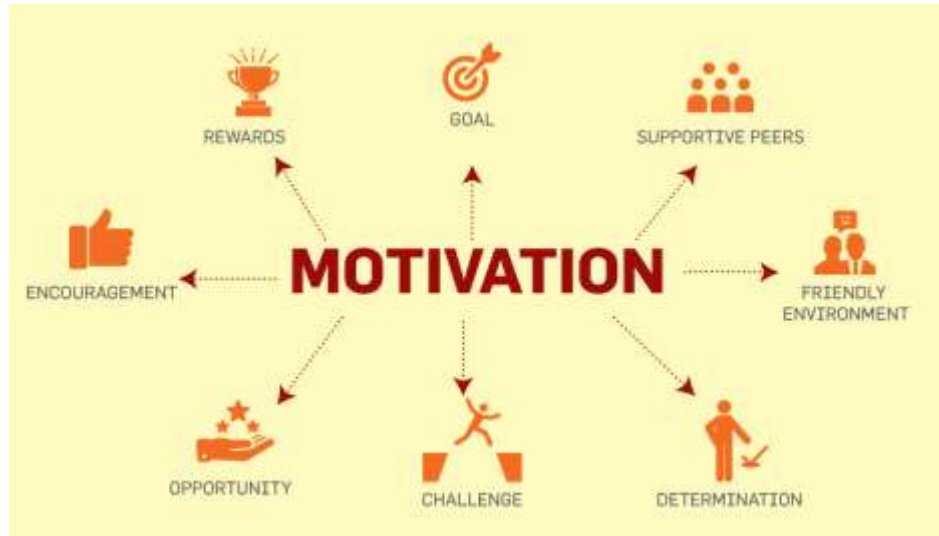 REWARDS
GOAL
SUPPORTIVE PEERS
ENCOURAGEMENT
MOTIVATION
FRIENDLY
ENVIRONMENT
OPPORTUNITY
CHALLENGE
DETERMINATION